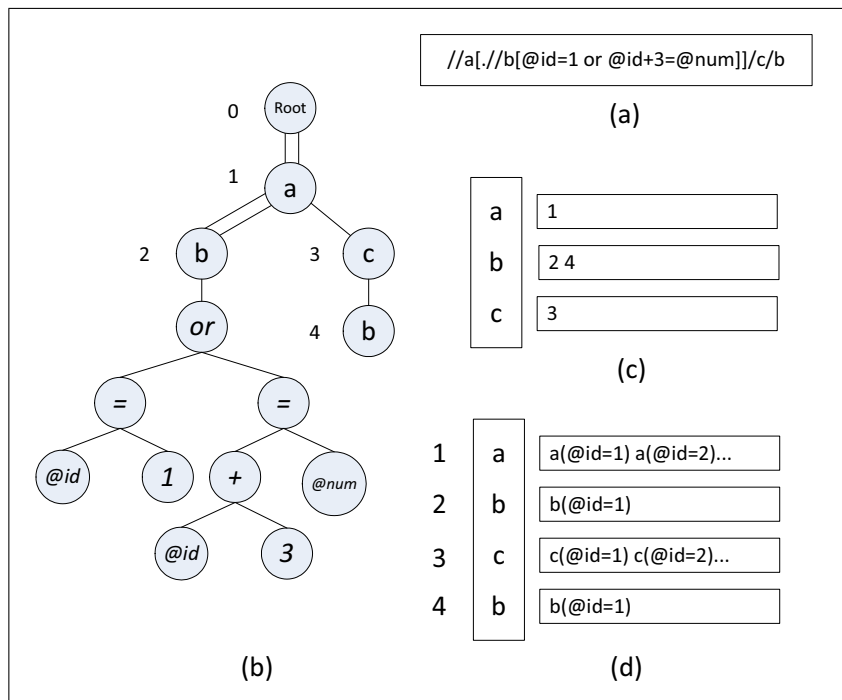 //a[.//b[@id=1 or @id+3=@num]]/c/b
(a)
0
Root
1
a
2
b
3
c
or
4
b
=
=
@id
1
+
@num
@id
3
(b)
a
1
b
2 4
c
3
(c)
1
a
a(@id=1) a(@id=2)...
2
b
b(@id=1)
3
c
c(@id=1) c(@id=2)...
4
b
b(@id=1)
(d)